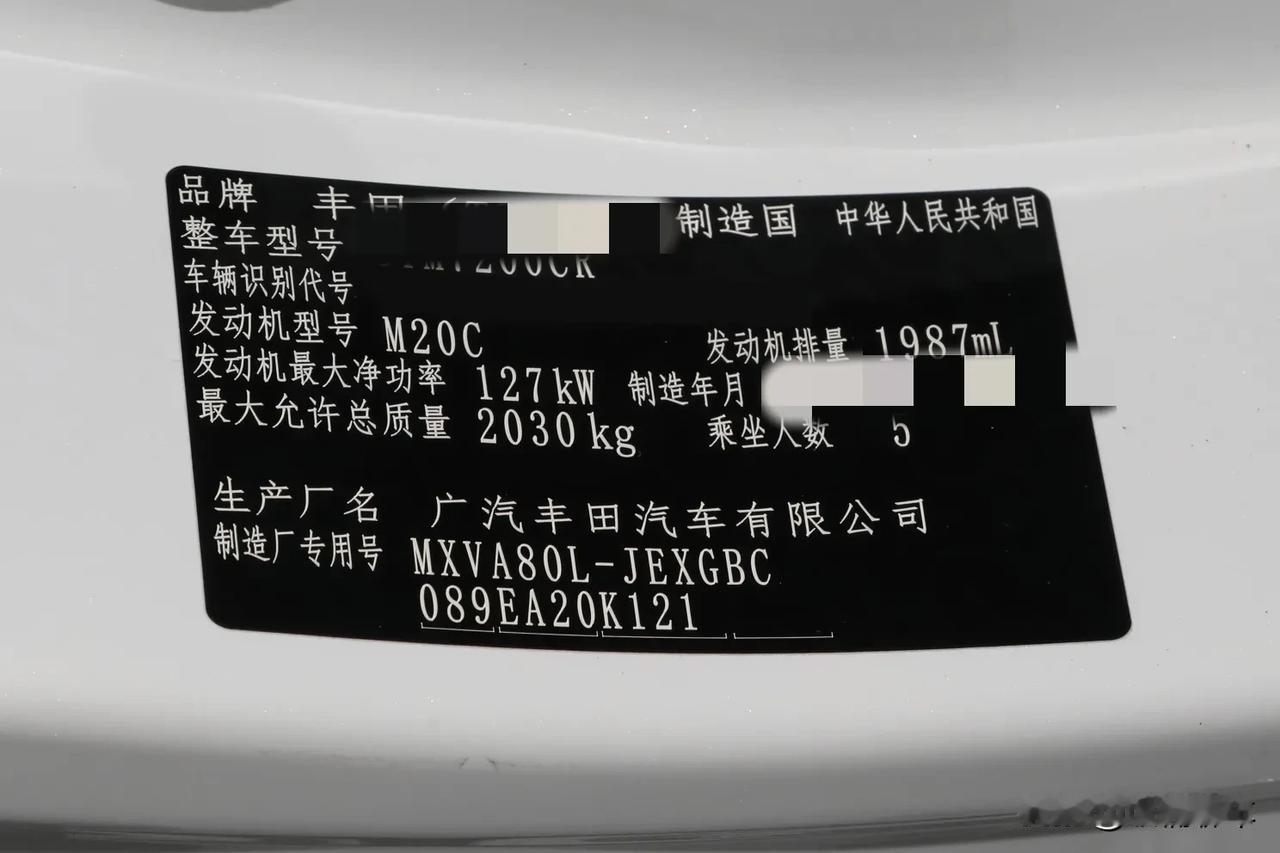 品牌 丰田 制造国 中华人民共和国
整车型号
车辆识别代号
发动机型号 M20C 发动机排量 1987mL
发动机最大净功率 127kW 制造年月
最大允许总质量 2030kg 乘坐人数 5
生产厂名 广汽丰田汽车有限公司
制造厂专用号 MXVA80L-JEXGBC
089EA20K121